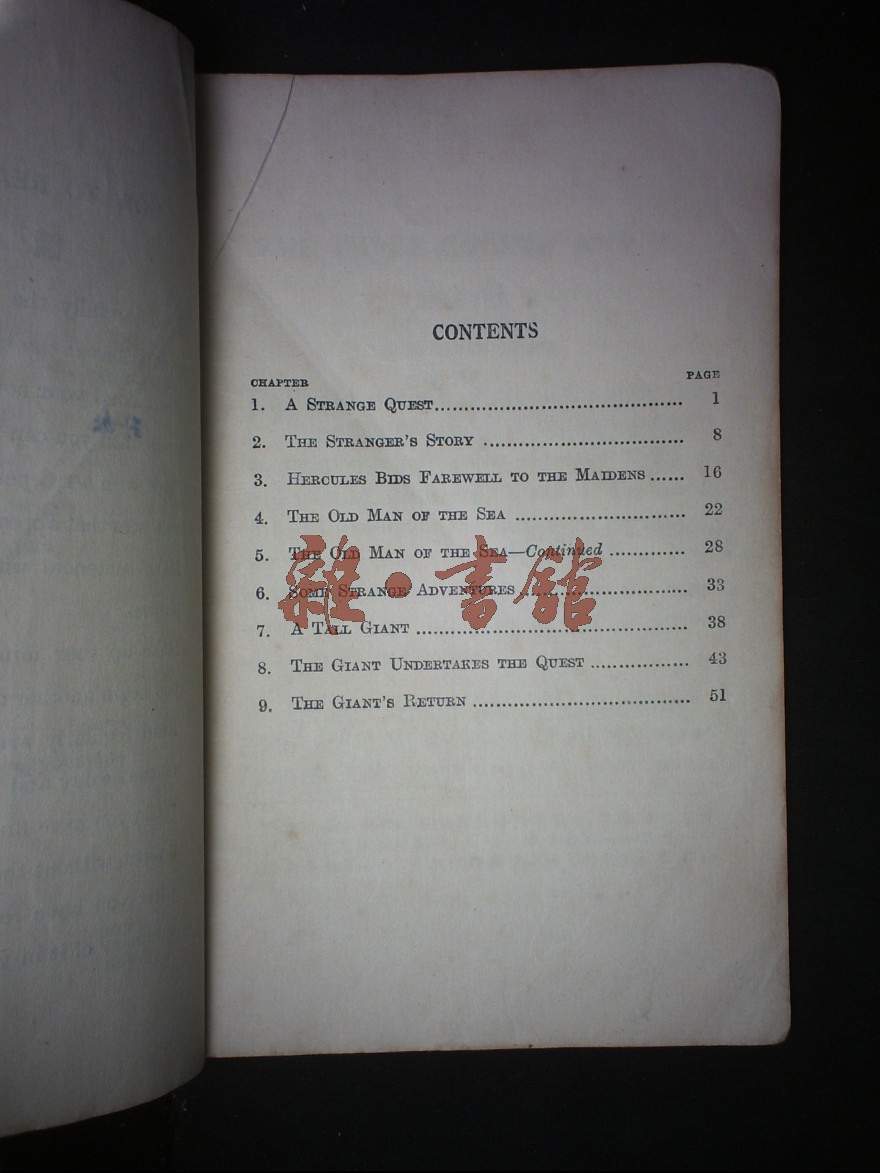 CONTENTS
CHAPTER PAGE
1. A STRANGE QUEST........................................ 1
2. THE STRANGER'S STORY ................................ 8
3. HERCULES BIDS FAREWELL TO THE MAIDENS...... 16
4. THE OLD MAN OF THE SEA ............................ 22
5. THE OLD MAN OF THE SEA—Continued ............. 28
6. SOME STRANGE ADVENTURES ........................... 33
7. A TALL GIANT ............................................. 38
8. THE GIANT UNDERTAKES THE QUEST ................. 43
9. THE GIANT'S RETURN .................................... 51
雜·書館